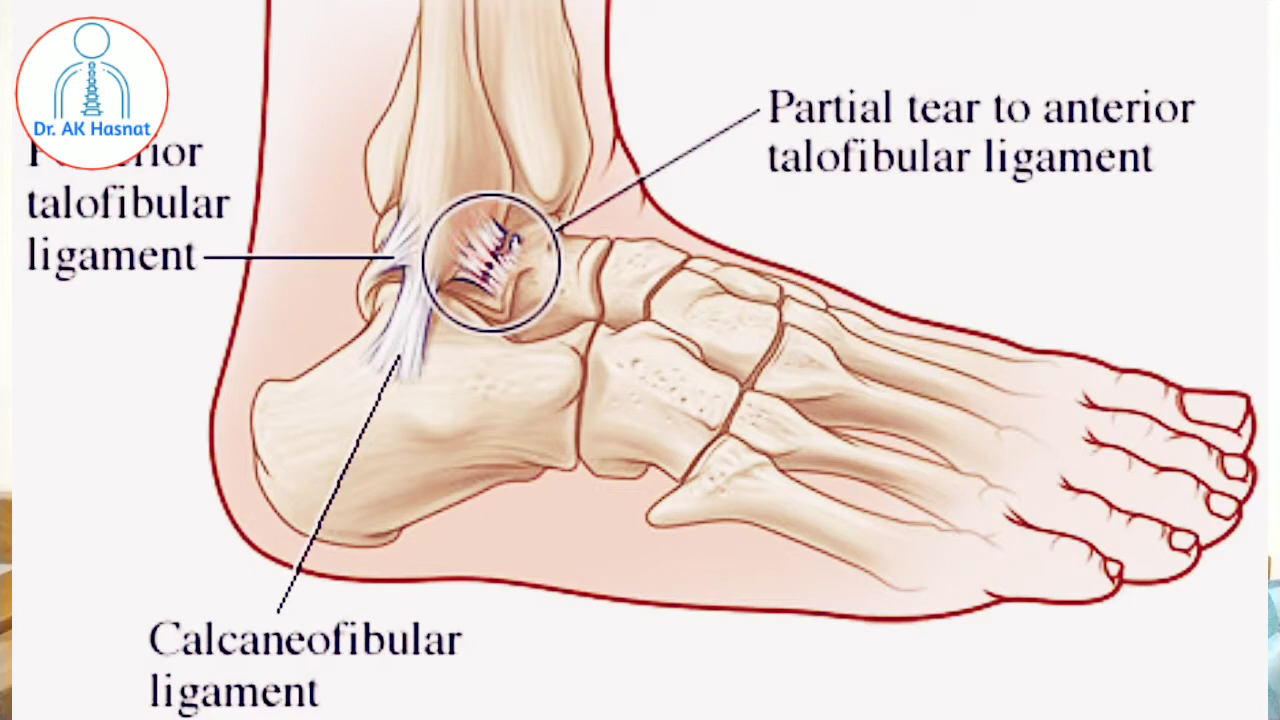 Dr. AK Hasnat
talofibular
ligament
Partial tear to anterior
talofibular ligament
Calcaneofibular
ligament